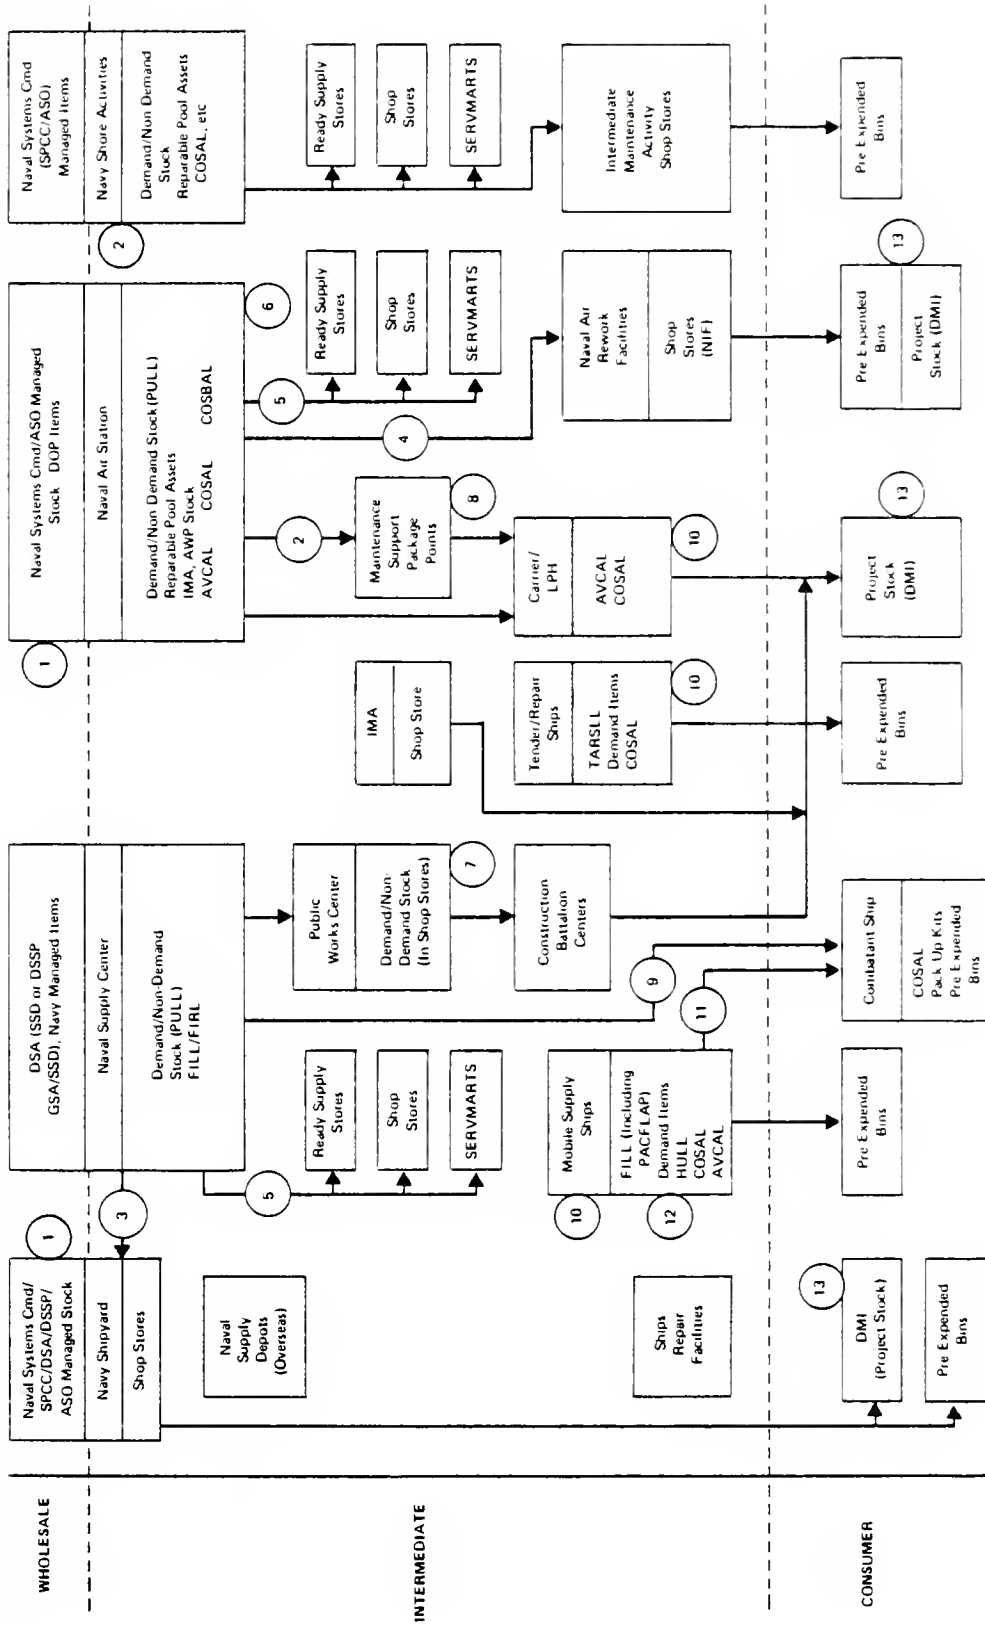 WHOLESALE
INTERMEDIATE
CONSUMER
Naval Systems Cmd/
SPCC/DSA/DSSP/
ASO Managed Stock
1
Navy Shipyard
Shop Stores
3
DSA (SSD or DSSP
GSA/SSD), Navy Managed Items
Naval Supply Center
Demand/Non-Demand
Stock (PULL)
FILL/FIRL
1
Naval Systems Cmd/ASO Managed
Stock DOP Items
Naval Air Station
Demand/Non Demand Stock (PULL)
Reparable Pool Assets
IMA, AWP Stock
AVCAL COSAL COSBAL
6
2
Naval Systems Cmd
(SPCC/ASO)
Managed Items
Navy Shore Activities
Demand/Non Demand
Stock
Reparable Pool Assets
COSAL, etc
Naval
Supply
Depots
(Overseas)
5
Ready Supply
Stores
Shop
Stores
SERVMARTS
Public
Works Center
Demand/Non-
Demand Stock
(In Shop Stores)
7
IMA
Shop Store
2
Maintenance
Support
Package
Points
8
4
5
Ready Supply
Stores
Shop
Stores
SERVMARTS
Ready Supply
Stores
Shop
Stores
SERVMARTS
Ships
Repair
Facilities
10
12
Mobile Supply
Ships
FILL (Including
PACFLAP)
Demand Items
HULL
COSAL
AVCAL
11
9
Construction
Battalion
Centers
Tender/Repair
Ships
TARSLL
Demand Items
COSAL
10
Carrier/
LPH
AVCAL
COSAL
10
Naval Air
Rework
Facilities
Shop
Stores
(NIF)
Intermediate
Maintenance
Activity
Shop Stores
13
DMI
(Project Stock)
Pre Expended
Bins
Pre Expended
Bins
Combatant Ship
COSAL
Pack Up Kits
Pre Expended
Bins
Pre Expended
Bins
Project
Stock
(DMI)
13
Pre Expended
Bins
Project
Stock (DMI)
13
Pre Expended
Bins